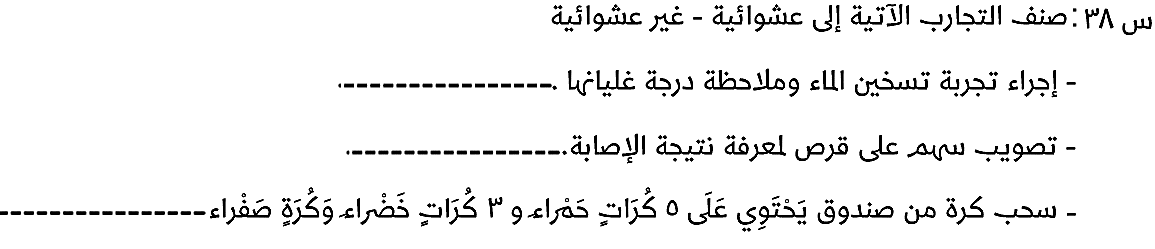 س ٣٨: صنف التجارب الآتية إلى عشوائية - غير عشوائية
- إجراء تجربة تسخين الماء وملاحظة درجة غليانها .----------------.
- تصويب سهم على قرص لمعرفة نتيجة الإصابة.----------------.
- سحب كرة من صندوق يَحْتَوِي عَلَى ٥ كُرَاتٍ حَمْراء و ٣ كُرَاتٍ خَضْراء وَكُرَةٍ صَفْراء----------------